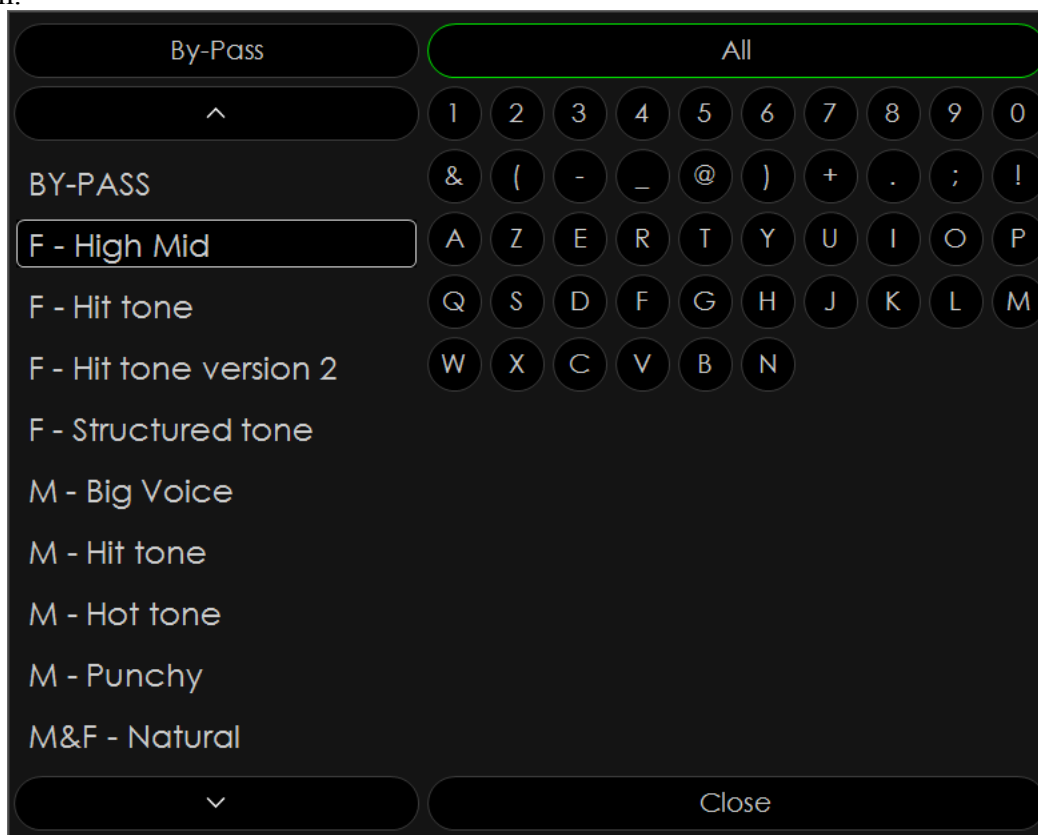 By-Pass All
1 2 3 4 5 6 7 8 9 0
BY-PASS & ( - _ @ ) + . ; !
F - High Mid A Z E R T Y U I O P
F - Hit tone Q S D F G H J K L M
F - Hit tone version 2 W X C V B N
F - Structured tone
M - Big Voice
M - Hit tone
M - Hot tone
M - Punchy
M&F - Natural
Close